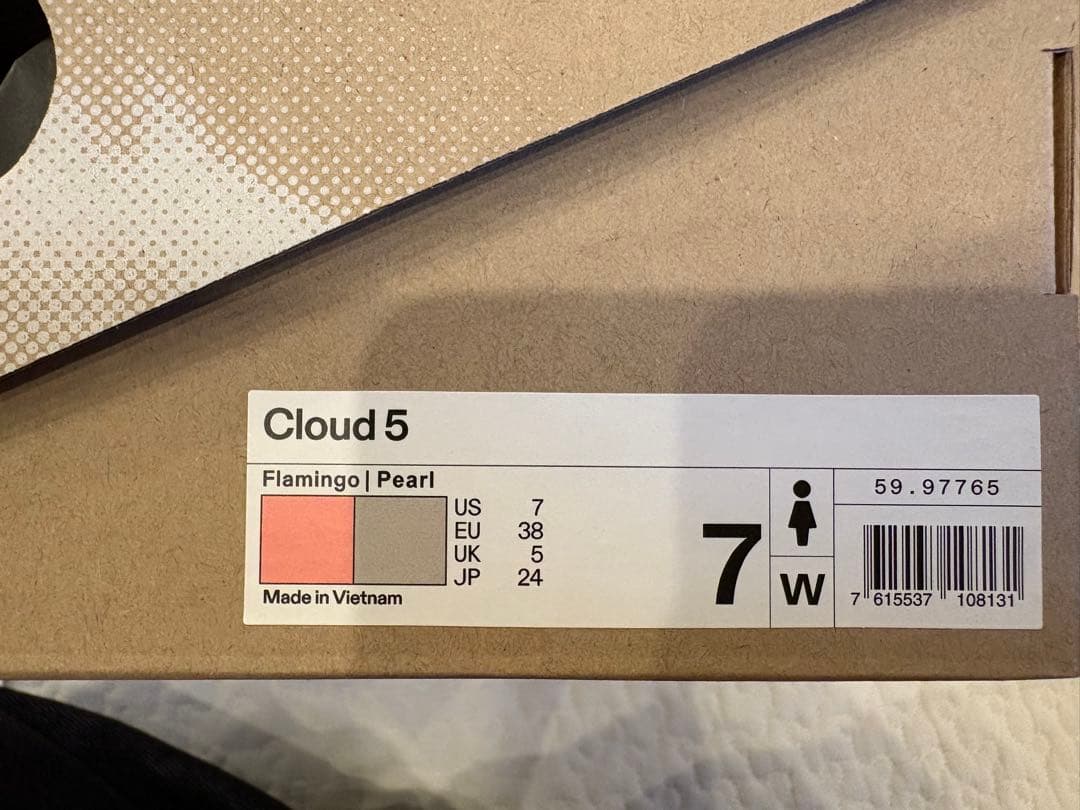 Cloud 5
Flamingo | Pearl
US 7
EU 38
UK 5
JP 24
Made in Vietnam
7
W
59.97765
7 615537 108131